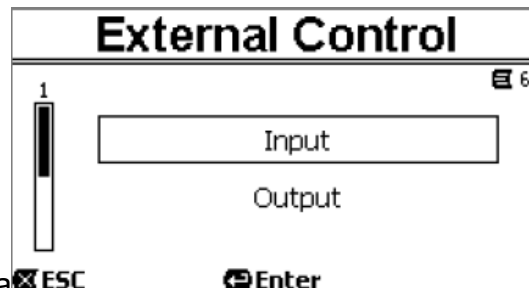 External Control
6
1
Input
Output
a ESC Enter